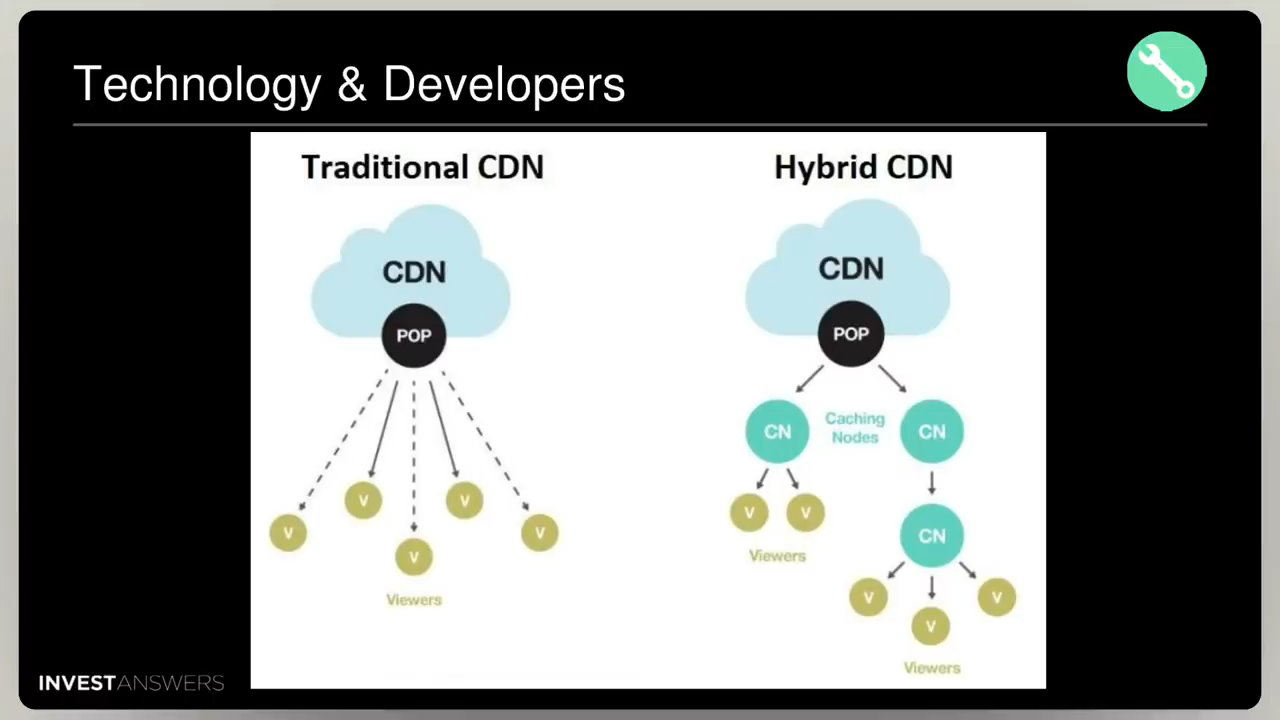 Technology & Developers
Traditional CDN
CDN
POP
V
V
V
V
V
Viewers
Hybrid CDN
CDN
POP
CN
Caching
Nodes
CN
V
V
Viewers
CN
V
V
V
Viewers
INVESTANSWERS